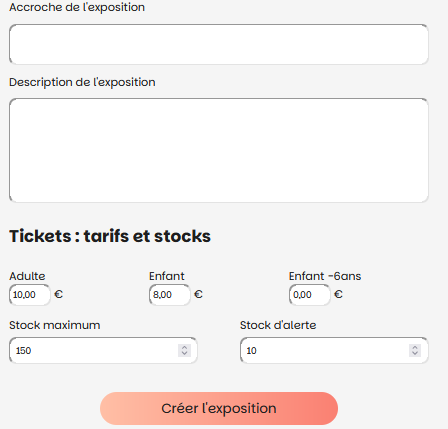 Accroche de l'exposition
Description de l'exposition
Tickets : tarifs et stocks
Adulte Enfant Enfant -6ans
10,00 € 8,00 € 0,00 €
Stock maximum Stock d'alerte
150 10
Créer l'exposition